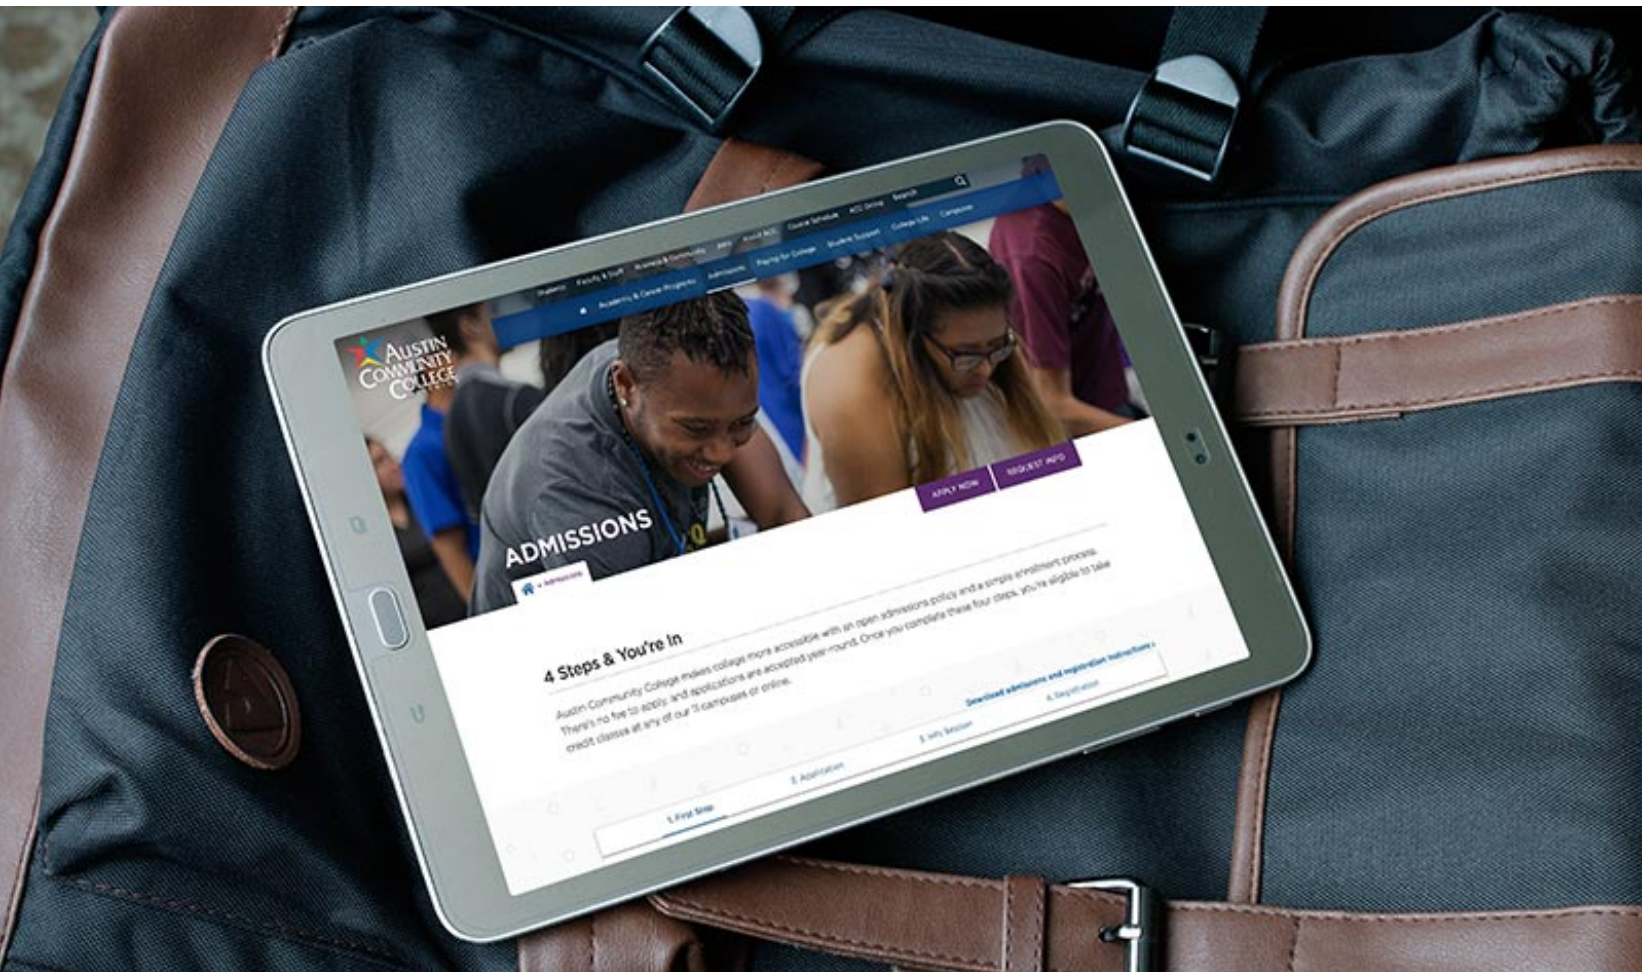 Students Faculty & Staff Business & Community About ACC Course Schedule ACC Online Search
Academic & Career Programs Admissions Paying for College Student Support College Life Campuses
AUSTIN
COMMUNITY
COLLEGE
ADMISSIONS
Admissions
APPLY NOW REQUEST INFO
4 Steps & You're In
Austin Community College makes college more accessible with an open admissions policy and a simple enrollment process.
There's no fee to apply, and applications are accepted year-round. Once you complete these four steps, you're eligible to take
credit classes at any of our 11 campuses or online.
Download admissions and registration instructions ›
1. First Step 2. Application 3. Info Session 4. Registration